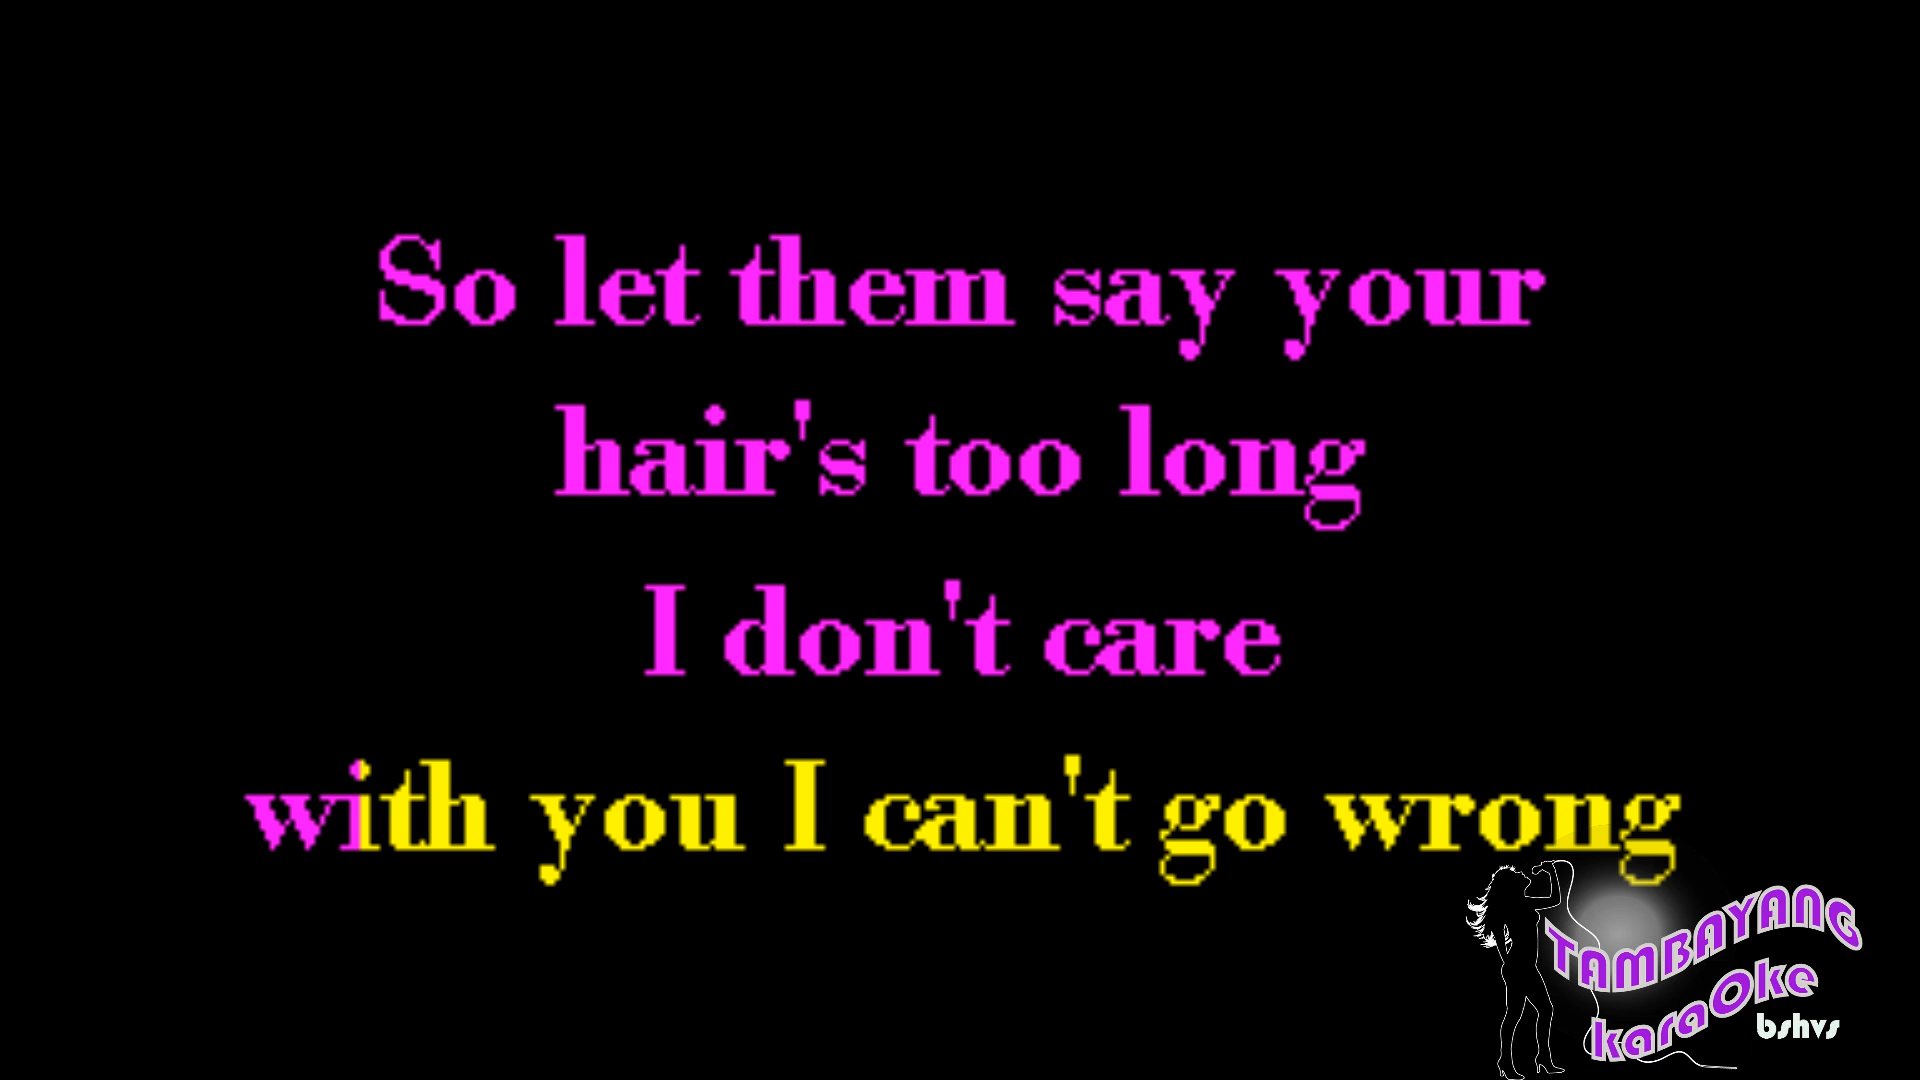 So let them say your
hair's too long
I don't care
with you I can't go wrong
TAMBAYANG
karaOke
bshvs